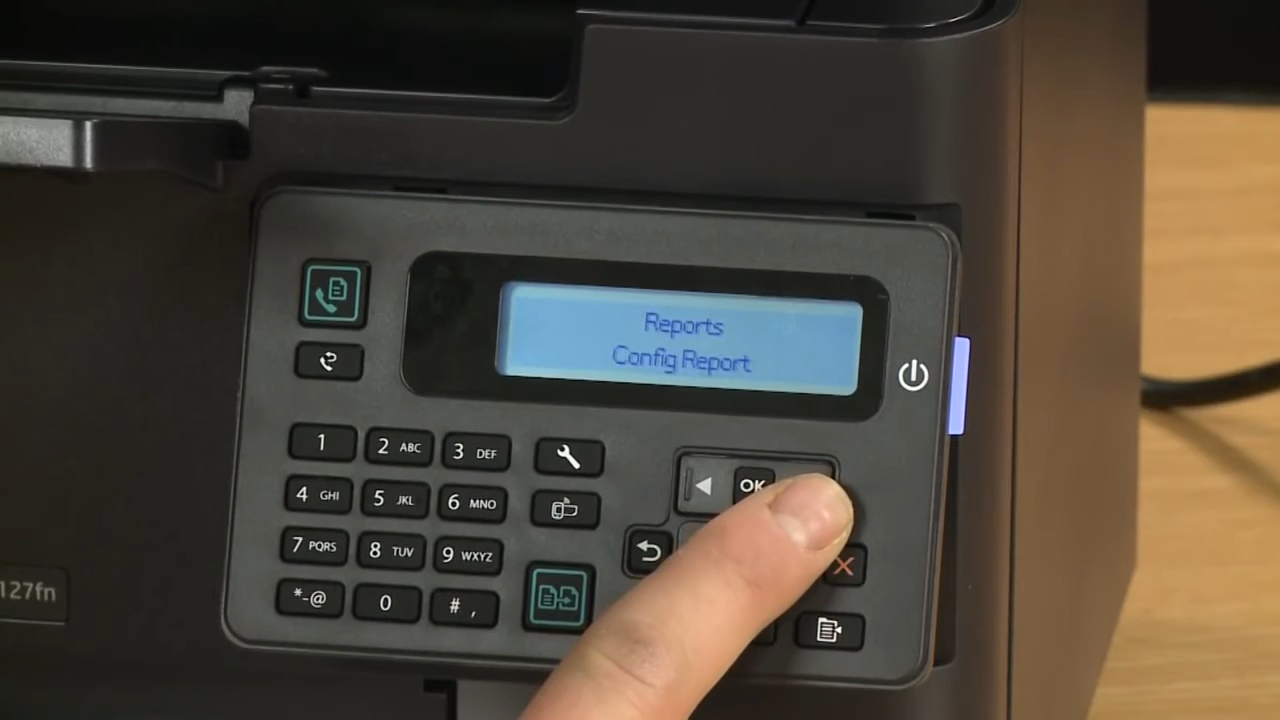 Reports
Config Report
1
2 ABC
3 DEF
4 GHI
5 JKL
6 MNO
7 PQRS
8 TUV
9 WXYZ
*-@
0
# ,
OK
127fn